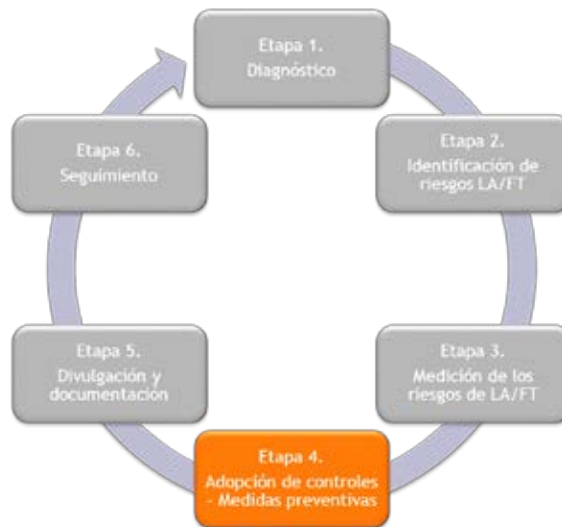 Etapa 1.
Diagnóstico
Etapa 2.
Identificación de
riesgos LA/FT
Etapa 3.
Medición de los
riesgos de LA/FT
Etapa 4.
Adopción de controles
- Medidas preventivas
Etapa 5.
Divulgación y
documentación
Etapa 6.
Seguimiento